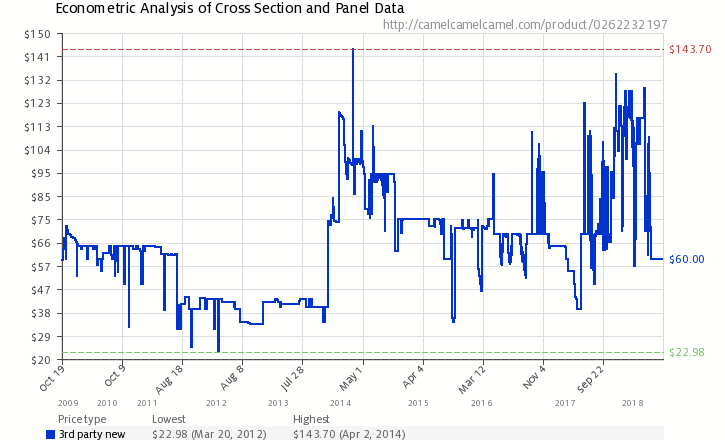 Econometric Analysis of Cross Section and Panel Data
http://camelcamelcamel.com/product/0262232197
$150
$141
$132
$123
$113
$104
$95
$85
$75
$66
$57
$47
$38
$29
$20
$143.70
$60.00
$22.98
Oct 19
Oct 9
Aug 18
Aug 8
Jul 28
May 1
Apr 4
Mar 12
Nov 4
Sep 22
2009 2010 2011 2012 2013 2014 2015 2016 2017 2018
Price type Lowest Highest
3rd party new $22.98 (Mar 20, 2012) $143.70 (Apr 2, 2014)